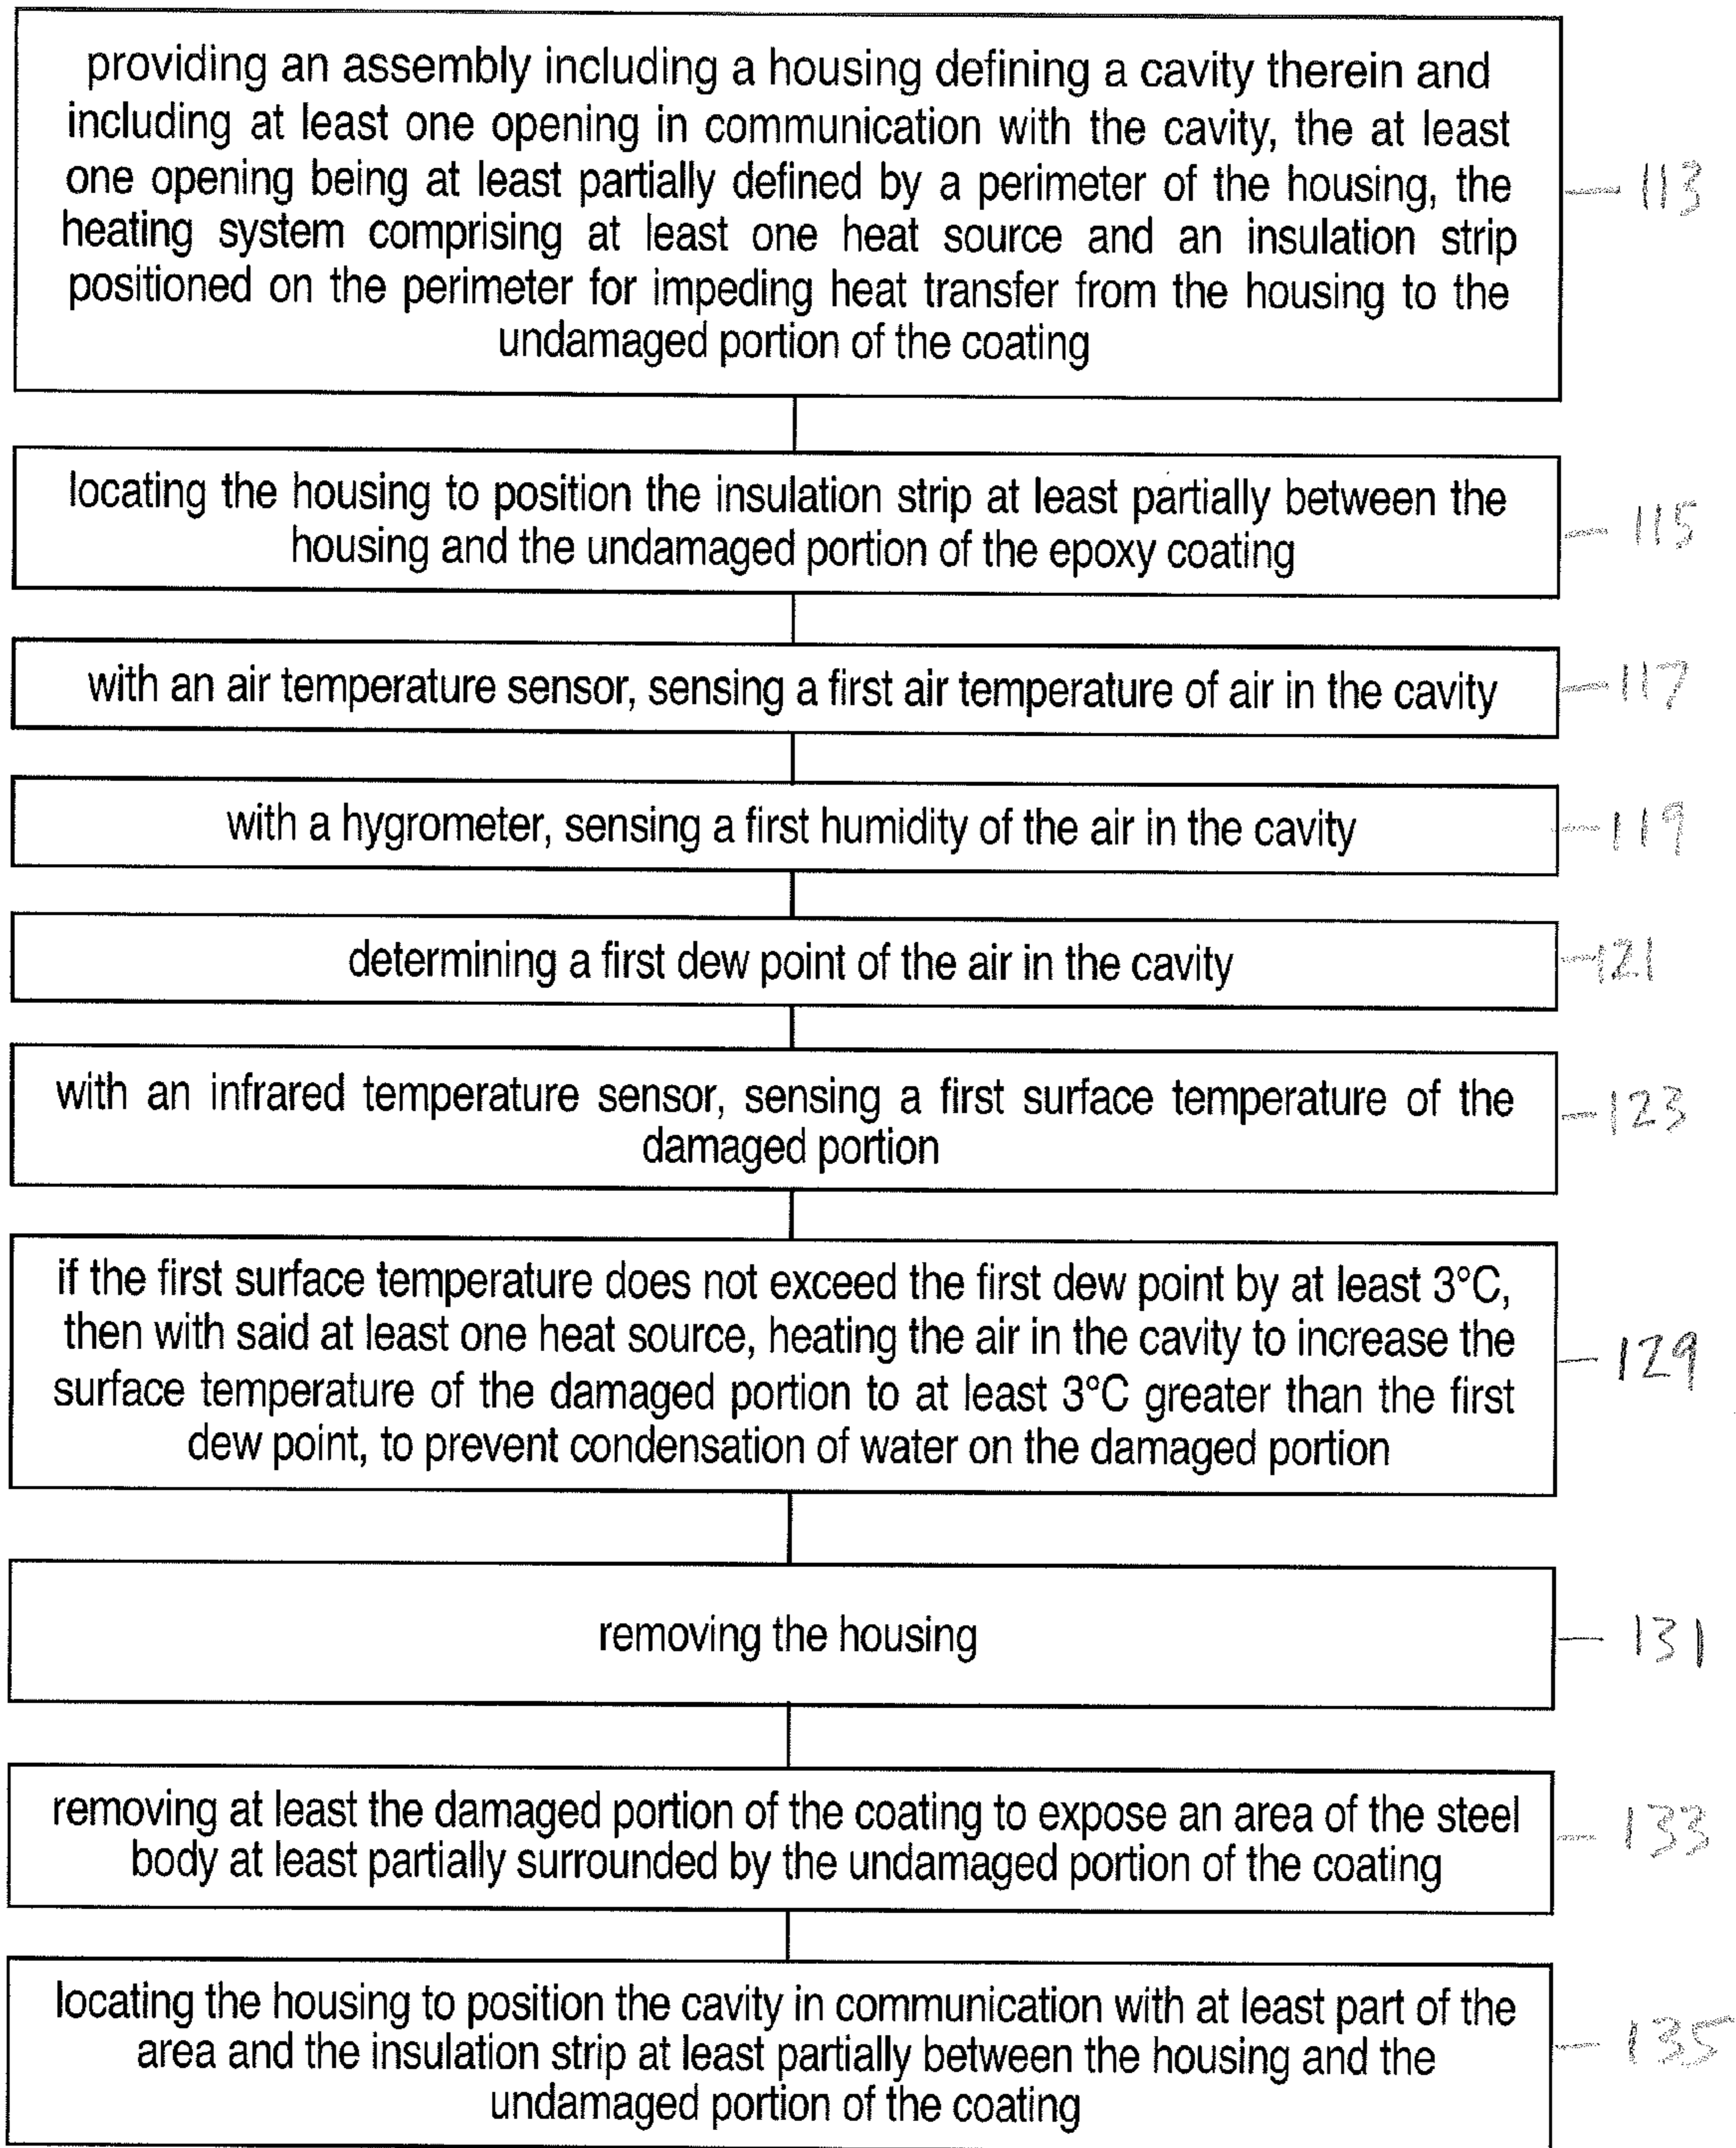 providing an assembly including a housing defining a cavity therein and
including at least one opening in communication with the cavity, the at least
one opening being at least partially defined by a perimeter of the housing, the
heating system comprising at least one heat source and an insulation strip
positioned on the perimeter for impeding heat transfer from the housing to the
undamaged portion of the coating
113
locating the housing to position the insulation strip at least partially between the
housing and the undamaged portion of the epoxy coating
115
with an air temperature sensor, sensing a first air temperature of air in the cavity
117
with a hygrometer, sensing a first humidity of the air in the cavity
119
determining a first dew point of the air in the cavity
121
with an infrared temperature sensor, sensing a first surface temperature of the
damaged portion
123
if the first surface temperature does not exceed the first dew point by at least 3°C,
then with said at least one heat source, heating the air in the cavity to increase the
surface temperature of the damaged portion to at least 3°C greater than the first
dew point, to prevent condensation of water on the damaged portion
129
removing the housing
131
removing at least the damaged portion of the coating to expose an area of the steel
body at least partially surrounded by the undamaged portion of the coating
133
locating the housing to position the cavity in communication with at least part of the
area and the insulation strip at least partially between the housing and the
undamaged portion of the coating
135